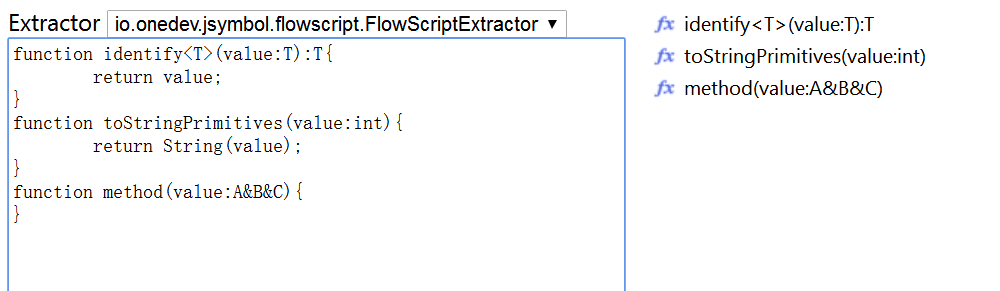 Extractor io.onedev.jsymbol.flowscript.FlowScriptExtractor ▼
function identify<T>(value:T):T{
        return value;
}
function toStringPrimitives(value:int){
        return String(value);
}
function method(value:A&B&C){
}
fx identify<T>(value:T):T
fx toStringPrimitives(value:int)
fx method(value:A&B&C)